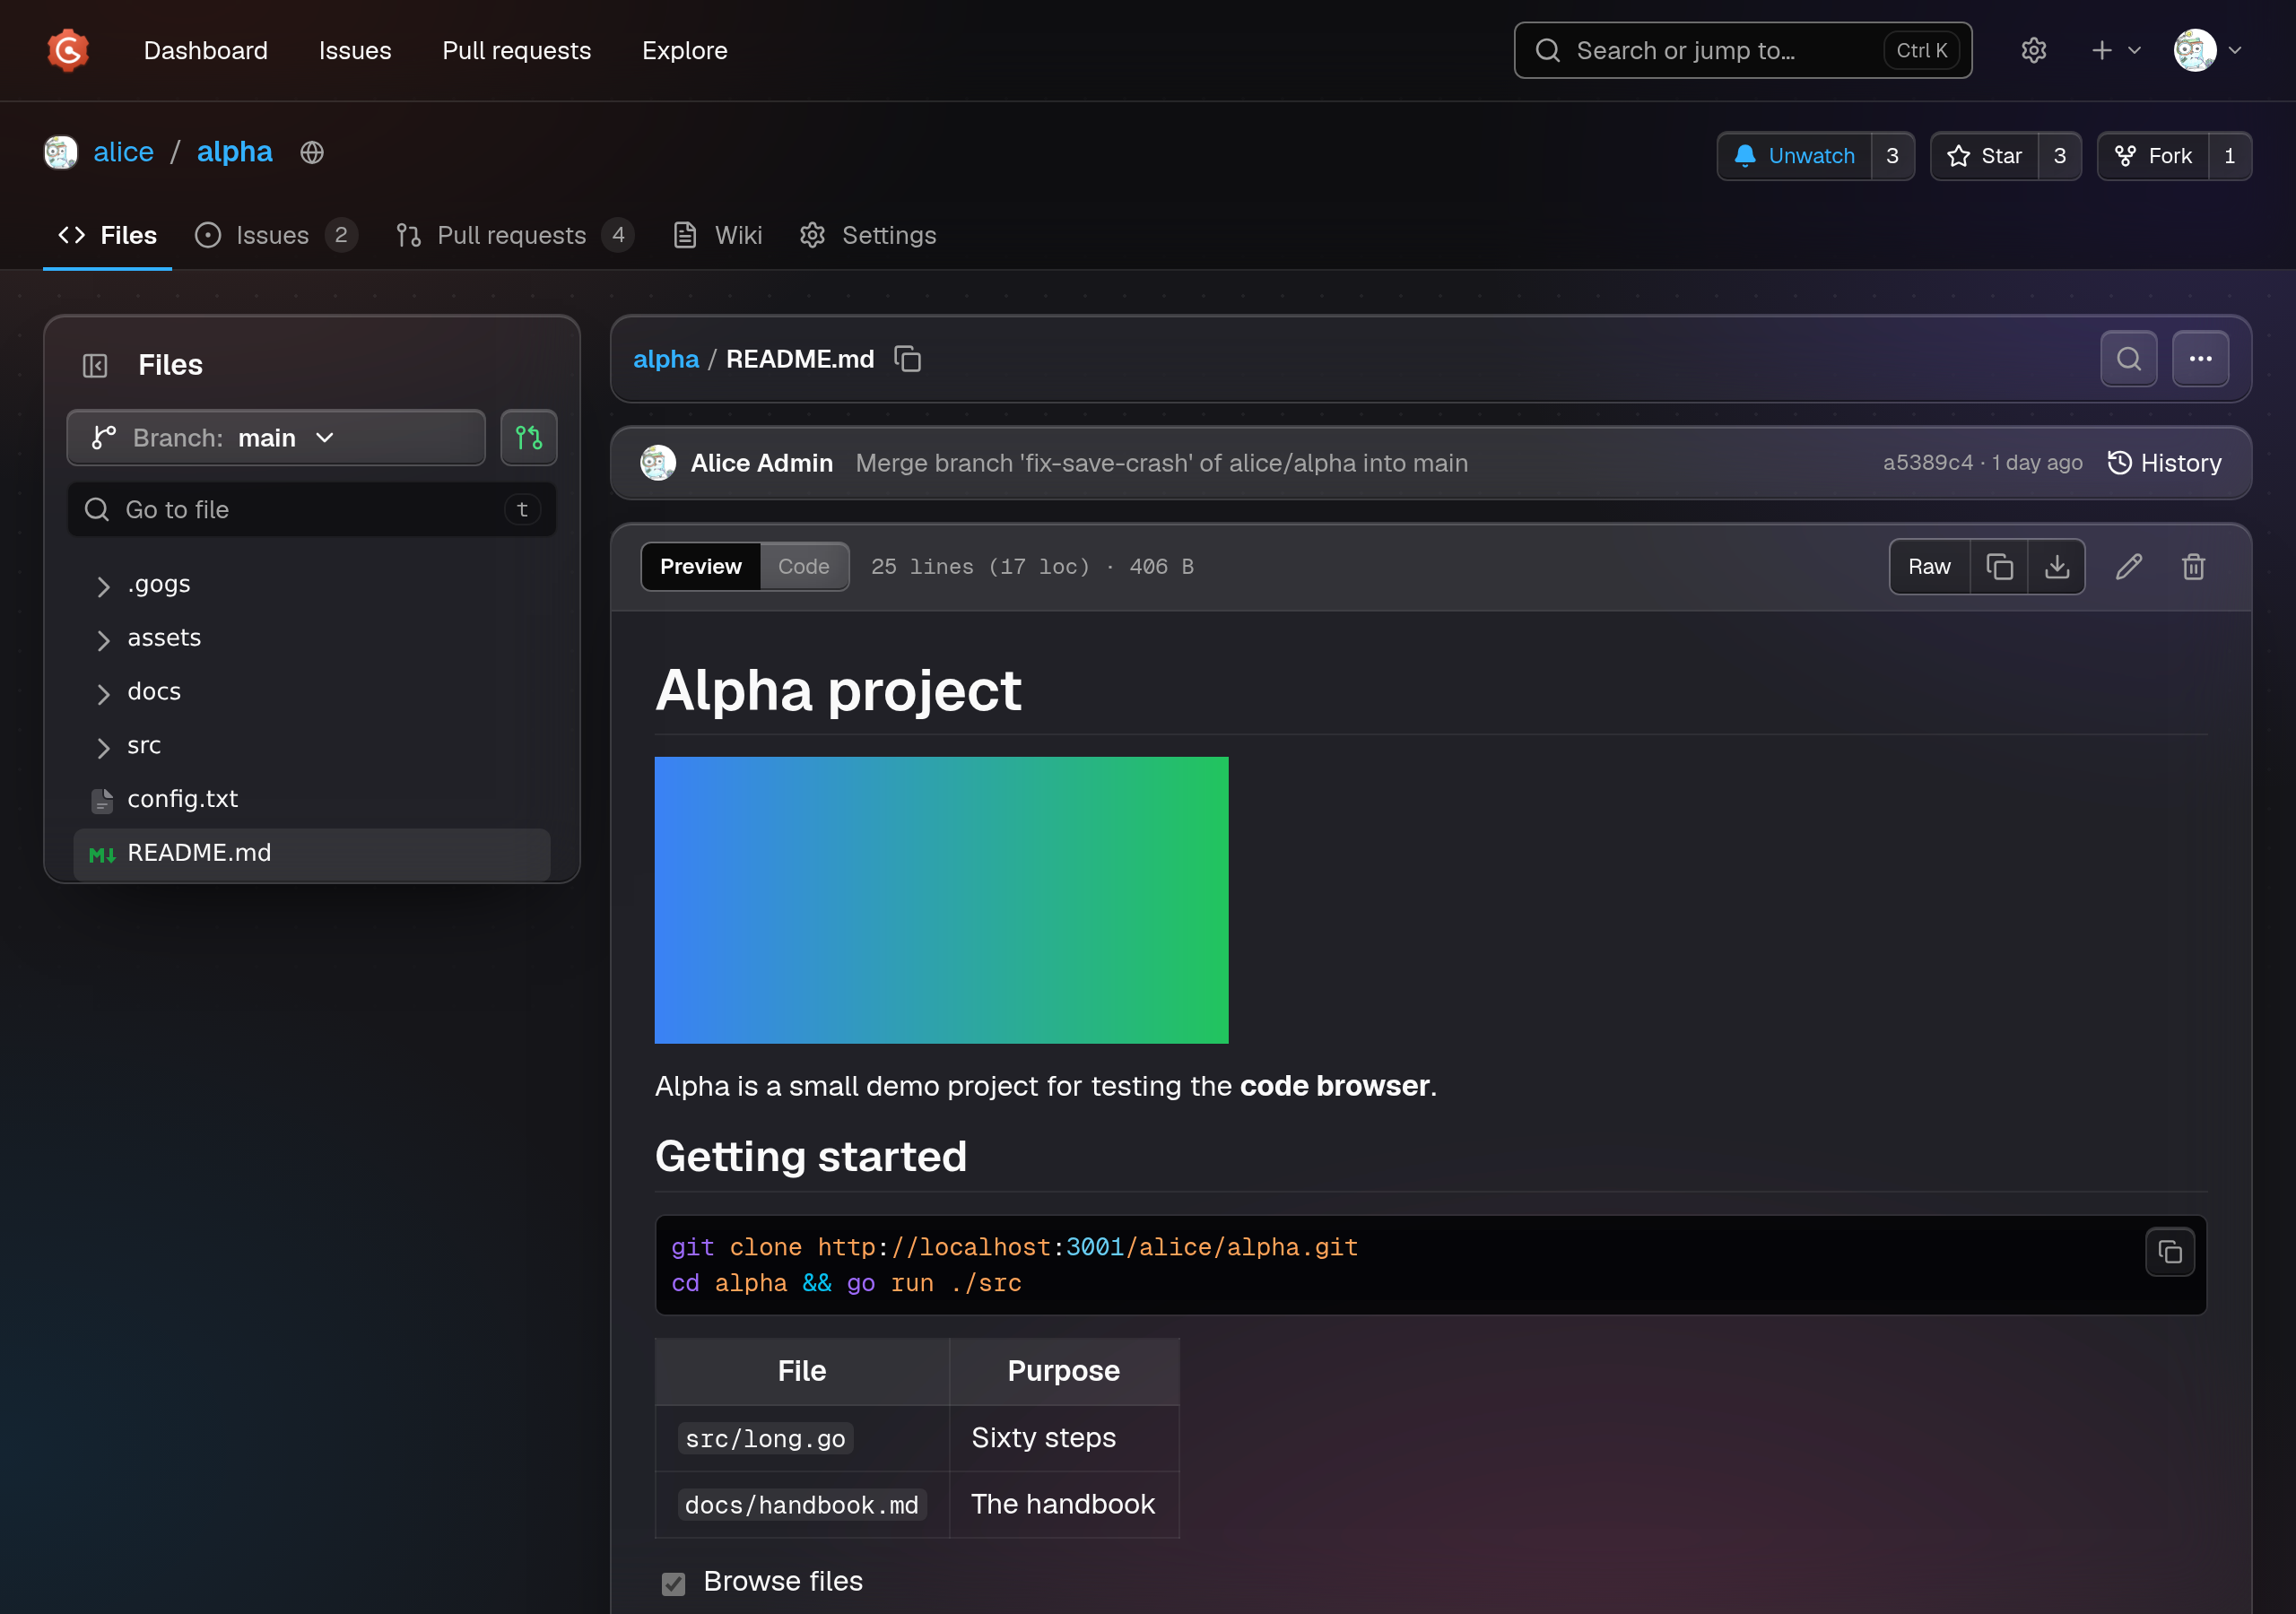 Dashboard Issues Pull requests Explore Search or jump to... Ctrl K
alice / alpha Unwatch 3 Star 3 Fork 1
Files Issues 2 Pull requests 4 Wiki Settings
Files
Branch: main
Go to file t
.gogs
assets
docs
src
config.txt
README.md
alpha / README.md
Alice Admin Merge branch 'fix-save-crash' of alice/alpha into main a5389c4 · 1 day ago History
Preview Code 25 lines (17 loc) · 406 B Raw
Alpha project
Alpha is a small demo project for testing the code browser.
Getting started
git clone http://localhost:3001/alice/alpha.git
cd alpha && go run ./src
File Purpose
src/long.go Sixty steps
docs/handbook.md The handbook
Browse files